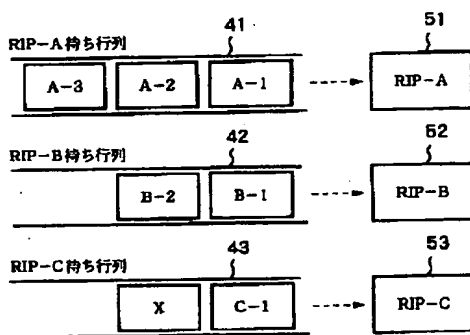 41
51
RIP-A待ち行列
A-3 A-2 A-1 RIP-A
42
52
RIP-B待ち行列
B-2 B-1 RIP-B
43
53
RIP-C待ち行列
X C-1 RIP-C